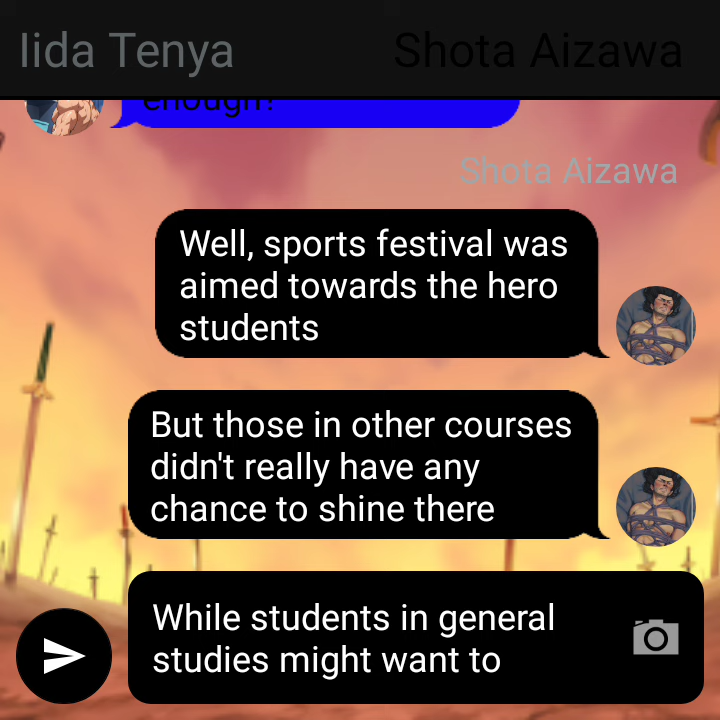 Iida Tenya
Shota Aizawa
enough?
Shota Aizawa
Well, sports festival was
aimed towards the hero
students
But those in other courses
didn't really have any
chance to shine there
While students in general
studies might want to